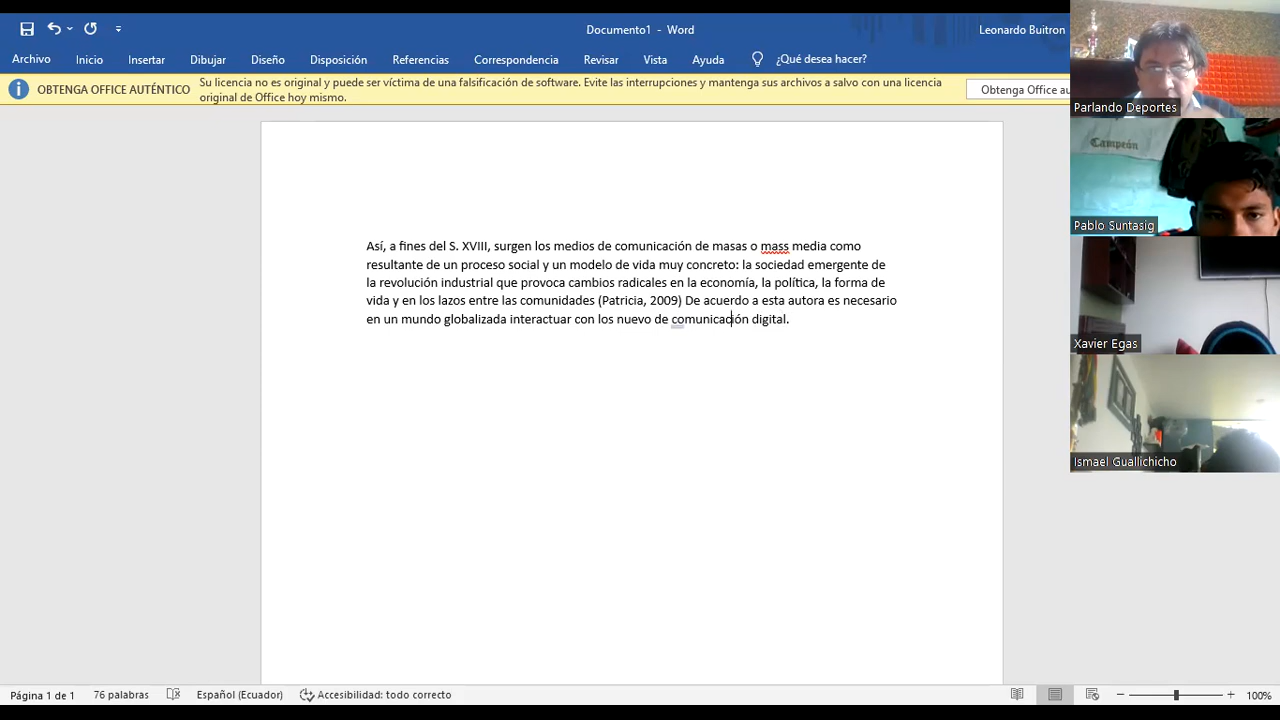 Documento1 - Word
Leonardo Buitron
Archivo
Inicio
Insertar
Dibujar
Diseño
Disposición
Referencias
Correspondencia
Revisar
Vista
Ayuda
¿Qué desea hacer?
OBTENGA OFFICE AUTÉNTICO
Su licencia no es original y puede ser víctima de una falsificación de software. Evite las interrupciones y mantenga sus archivos a salvo con una licencia
original de Office hoy mismo.
Obtenga Office au
Así, a fines del S. XVIII, surgen los medios de comunicación de masas o mass media como
resultante de un proceso social y un modelo de vida muy concreto: la sociedad emergente de
la revolución industrial que provoca cambios radicales en la economía, la política, la forma de
vida y en los lazos entre las comunidades (Patricia, 2009) De acuerdo a esta autora es necesario
en un mundo globalizada interactuar con los nuevo de comunicación digital.
Parlando Deportes
Campeón
Pablo Suntasig
Xavier Egas
Ismael Guallichicho
Página 1 de 1
76 palabras
Español (Ecuador)
Accesibilidad: todo correcto
100%